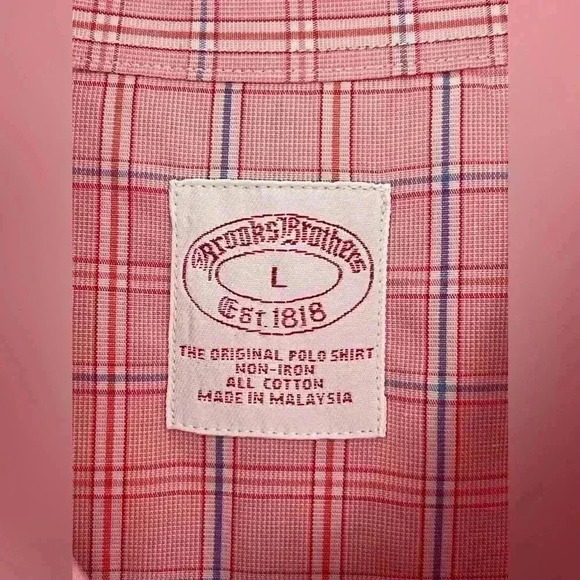 Brooks Brothers
L
Est. 1818
THE ORIGINAL POLO SHIRT
NON-IRON
ALL COTTON
MADE IN MALAYSIA